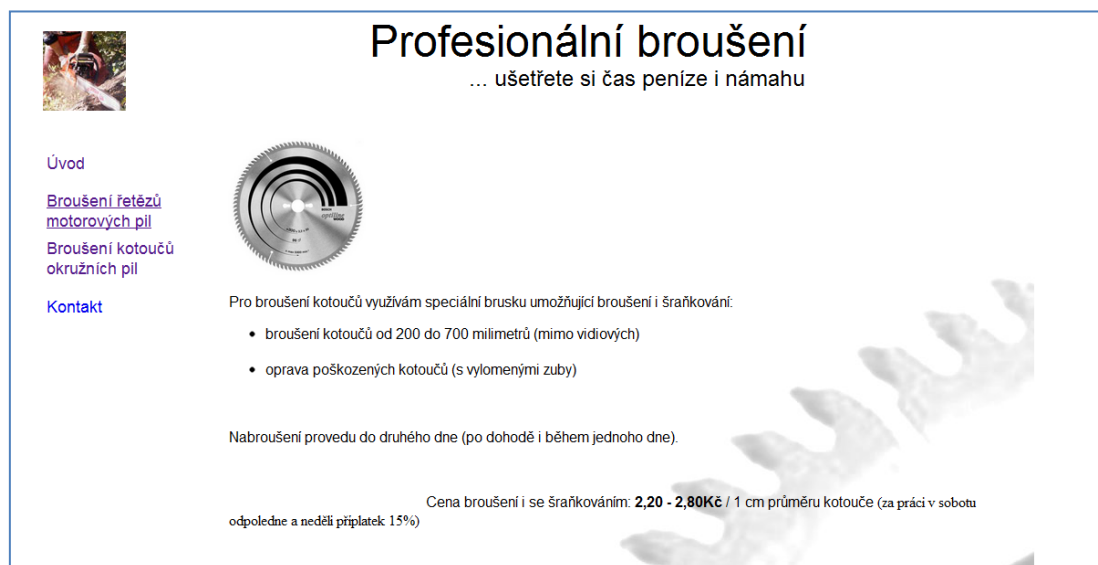 Profesionální broušení
... ušetřete si čas peníze i námahu
Úvod
Broušení řetězů
motorových pil
Broušení kotoučů
okružních pil
Kontakt
Pro broušení kotoučů využívám speciální brusku umožňující broušení i šraňkování:
• broušení kotoučů od 200 do 700 milimetrů (mimo vidiových)
• oprava poškozených kotoučů (s vylomenými zuby)
Nabroušení provedu do druhého dne (po dohodě i během jednoho dne).
Cena broušení i se šraňkováním: 2,20 - 2,80Kč / 1 cm průměru kotouče (za práci v sobotu
odpoledne a neděli příplatek 15%)